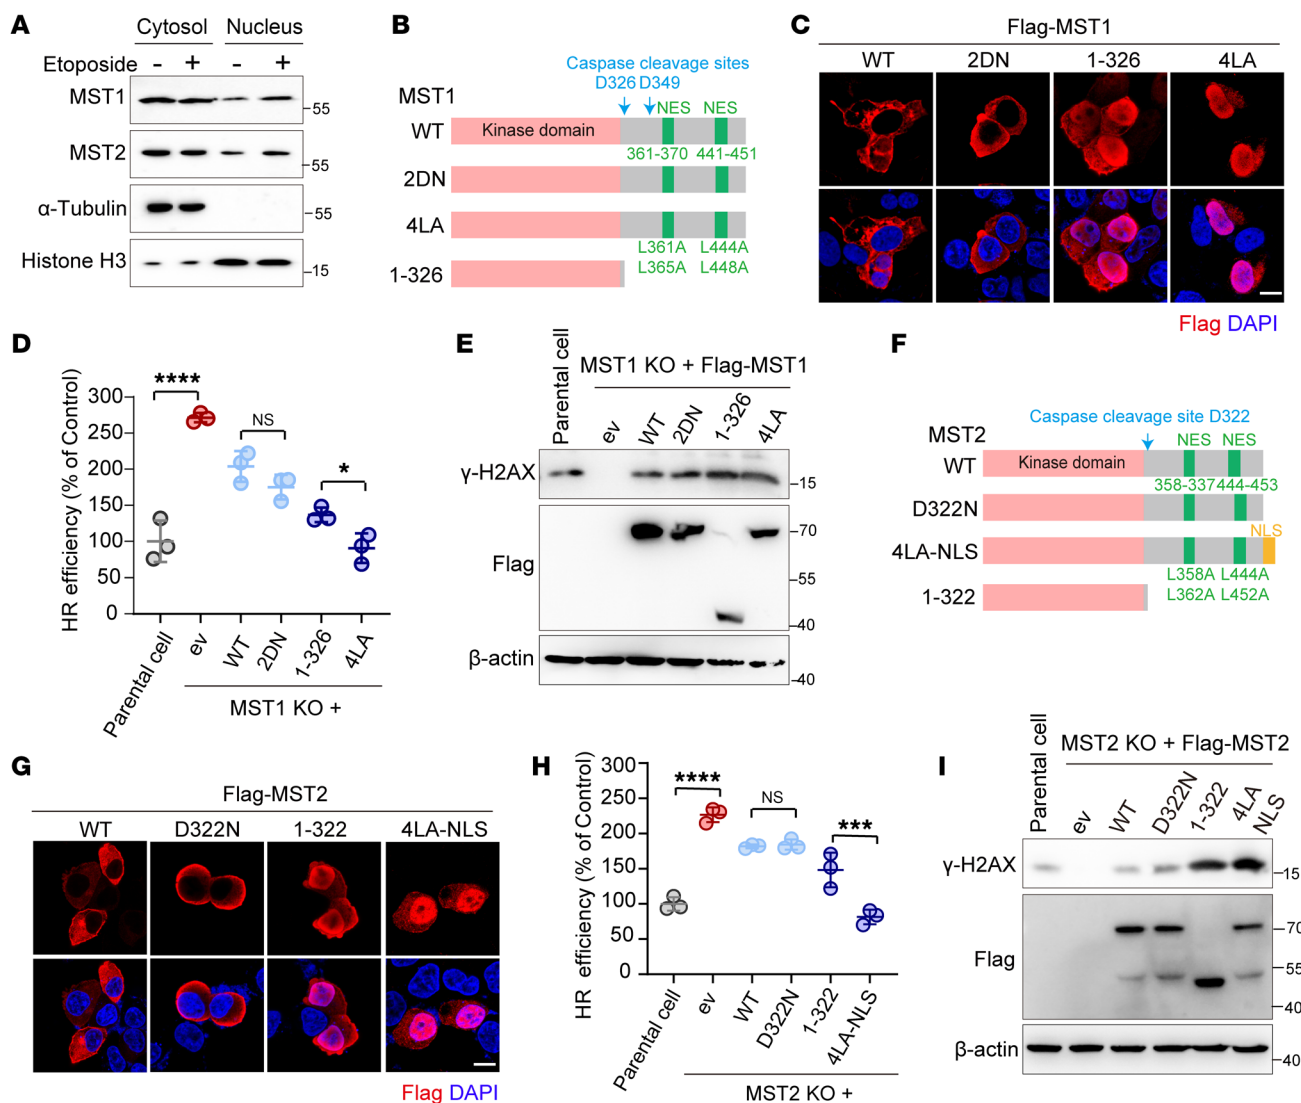 A
Cytosol Nucleus
Etoposide - + - +
MST1
55
MST2
55
α-Tubulin
55
Histone H3
15
B
Caspase cleavage sites
D326 D349
MST1
NES NES
WT
Kinase domain
361-370 441-451
2DN
4LA
L361A L444A
L365A L448A
1-326
C
Flag-MST1
WT 2DN 1-326 4LA
Flag DAPI
D
HR efficiency (% of Control)
300
250
200
150
100
50
0
****
NS
*
Parental cell
ev
WT
2DN
1-326
4LA
MST1 KO +
E
Parental cell
MST1 KO + Flag-MST1
ev
WT
2DN
1-326
4LA
γ-H2AX
15
Flag
70
55
40
β-actin
40
F
Caspase cleavage site D322
MST2
NES NES
WT
Kinase domain
358-337 444-453
D322N
NLS
4LA-NLS
L358A L444A
L362A L452A
1-322
G
Flag-MST2
WT D322N 1-322 4LA-NLS
Flag DAPI
H
HR efficiency (% of Control)
300
250
200
150
100
50
0
****
NS
***
Parental cell
ev
WT
D322N
1-322
4LA-NLS
MST2 KO +
I
Parental cell
MST2 KO + Flag-MST2
ev
WT
D322N
1-322
4LA
NLS
γ-H2AX
15
Flag
70
55
40
β-actin
40